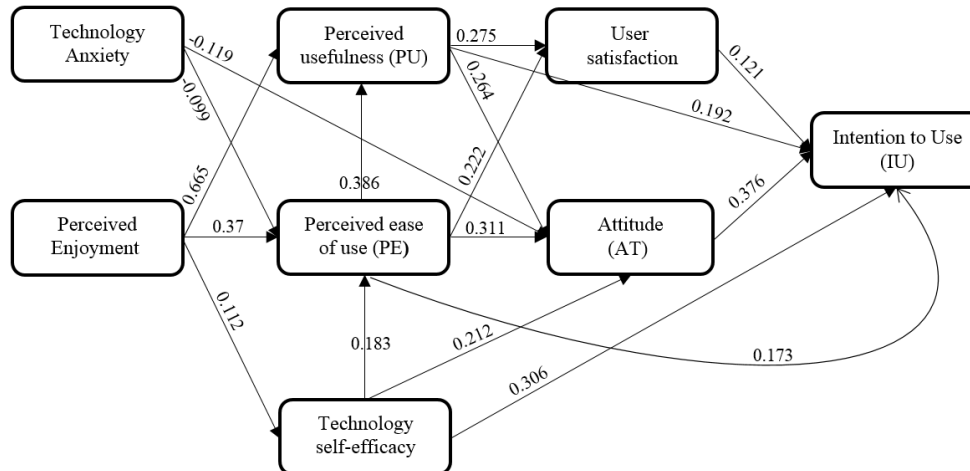 Technology
Anxiety
Perceived
usefulness (PU)
User
satisfaction
Intention to Use
(IU)
Perceived
Enjoyment
Perceived ease
of use (PE)
Attitude
(AT)
Technology
self-efficacy
-0.119
-0.099
0.665
0.37
0.112
0.275
0.264
0.192
0.121
0.386
0.222
0.311
0.376
0.183
0.212
0.306
0.173